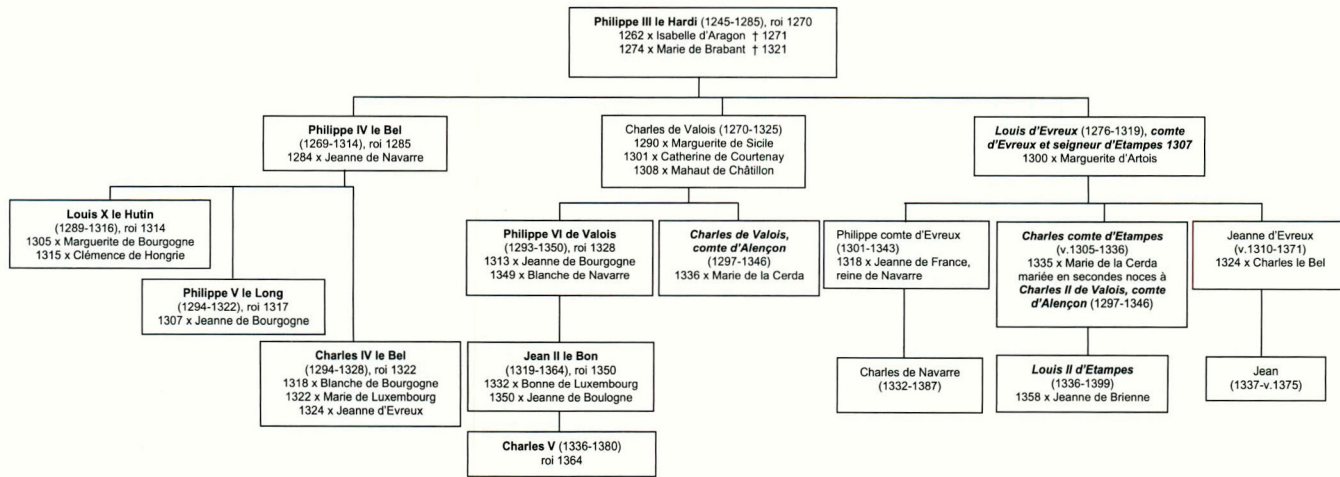 Philippe III le Hardi (1245-1285), roi 1270
1262 x Isabelle d'Aragon † 1271
1274 x Marie de Brabant † 1321
Philippe IV le Bel
(1269-1314), roi 1285
1284 x Jeanne de Navarre
Charles de Valois (1270-1325)
1290 x Marguerite de Sicile
1301 x Catherine de Courtenay
1308 x Mahaut de Châtillon
Louis d'Evreux (1276-1319), comte
d'Evreux et seigneur d'Etampes 1307
1300 x Marguerite d'Artois
Louis X le Hutin
(1289-1316), roi 1314
1305 x Marguerite de Bourgogne
1315 x Clémence de Hongrie
Philippe V le Long
(1294-1322), roi 1317
1307 x Jeanne de Bourgogne
Charles IV le Bel
(1294-1328), roi 1322
1318 x Blanche de Bourgogne
1322 x Marie de Luxembourg
1324 x Jeanne d'Evreux
Philippe VI de Valois
(1293-1350), roi 1328
1313 x Jeanne de Bourgogne
1349 x Blanche de Navarre
Charles de Valois,
comte d'Alençon
(1297-1346)
1336 x Marie de la Cerda
Jean II le Bon
(1319-1364), roi 1350
1332 x Bonne de Luxembourg
1350 x Jeanne de Boulogne
Charles V (1336-1380)
roi 1364
Philippe comte d'Evreux
(1301-1343)
1318 x Jeanne de France,
reine de Navarre
Charles comte d'Etampes
(v.1305-1336)
1335 x Marie de la Cerda
mariée en secondes noces à
Charles II de Valois, comte
d'Alençon (1297-1346)
Jeanne d'Evreux
(v.1310-1371)
1324 x Charles le Bel
Charles de Navarre
(1332-1387)
Louis II d'Etampes
(1336-1399)
1358 x Jeanne de Brienne
Jean
(1337-v.1375)